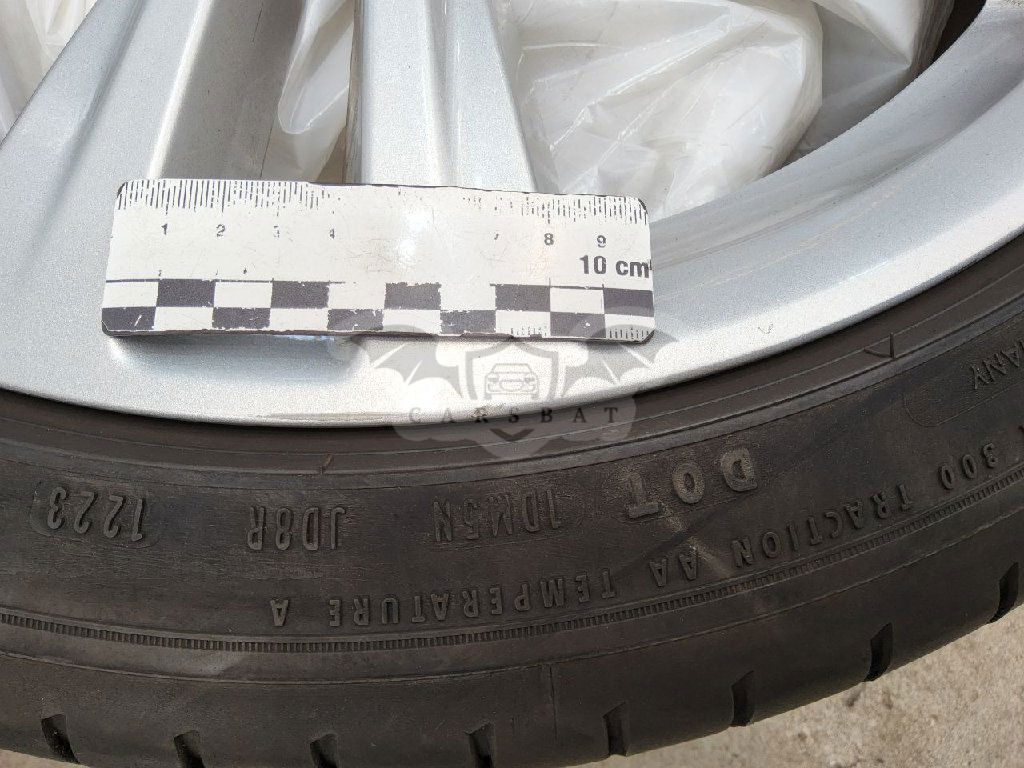 1 2 3 4 7 8 9
10 cm
CARSBAT
DOT 1DM5N JD8R 1223
300 TRACTION AA TEMPERATURE A